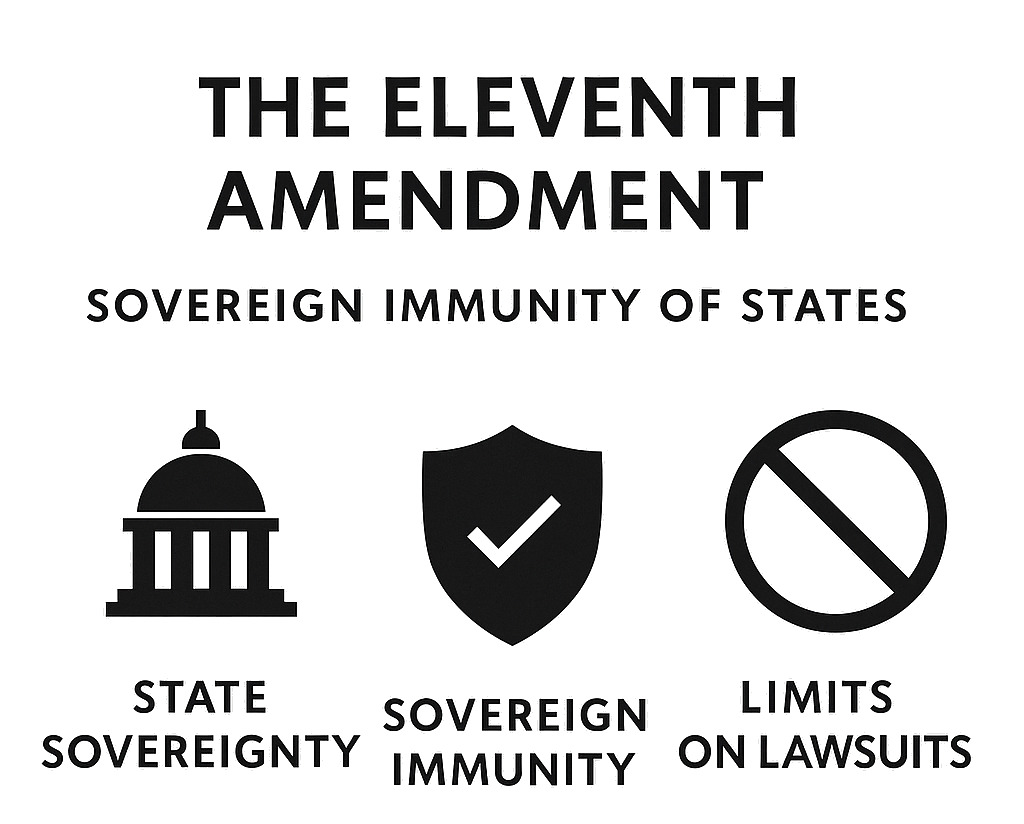 THE ELEVENTH
AMENDMENT
SOVEREIGN IMMUNITY OF STATES
STATE
SOVEREIGNTY
SOVEREIGN
IMMUNITY
LIMITS
ON LAWSUITS